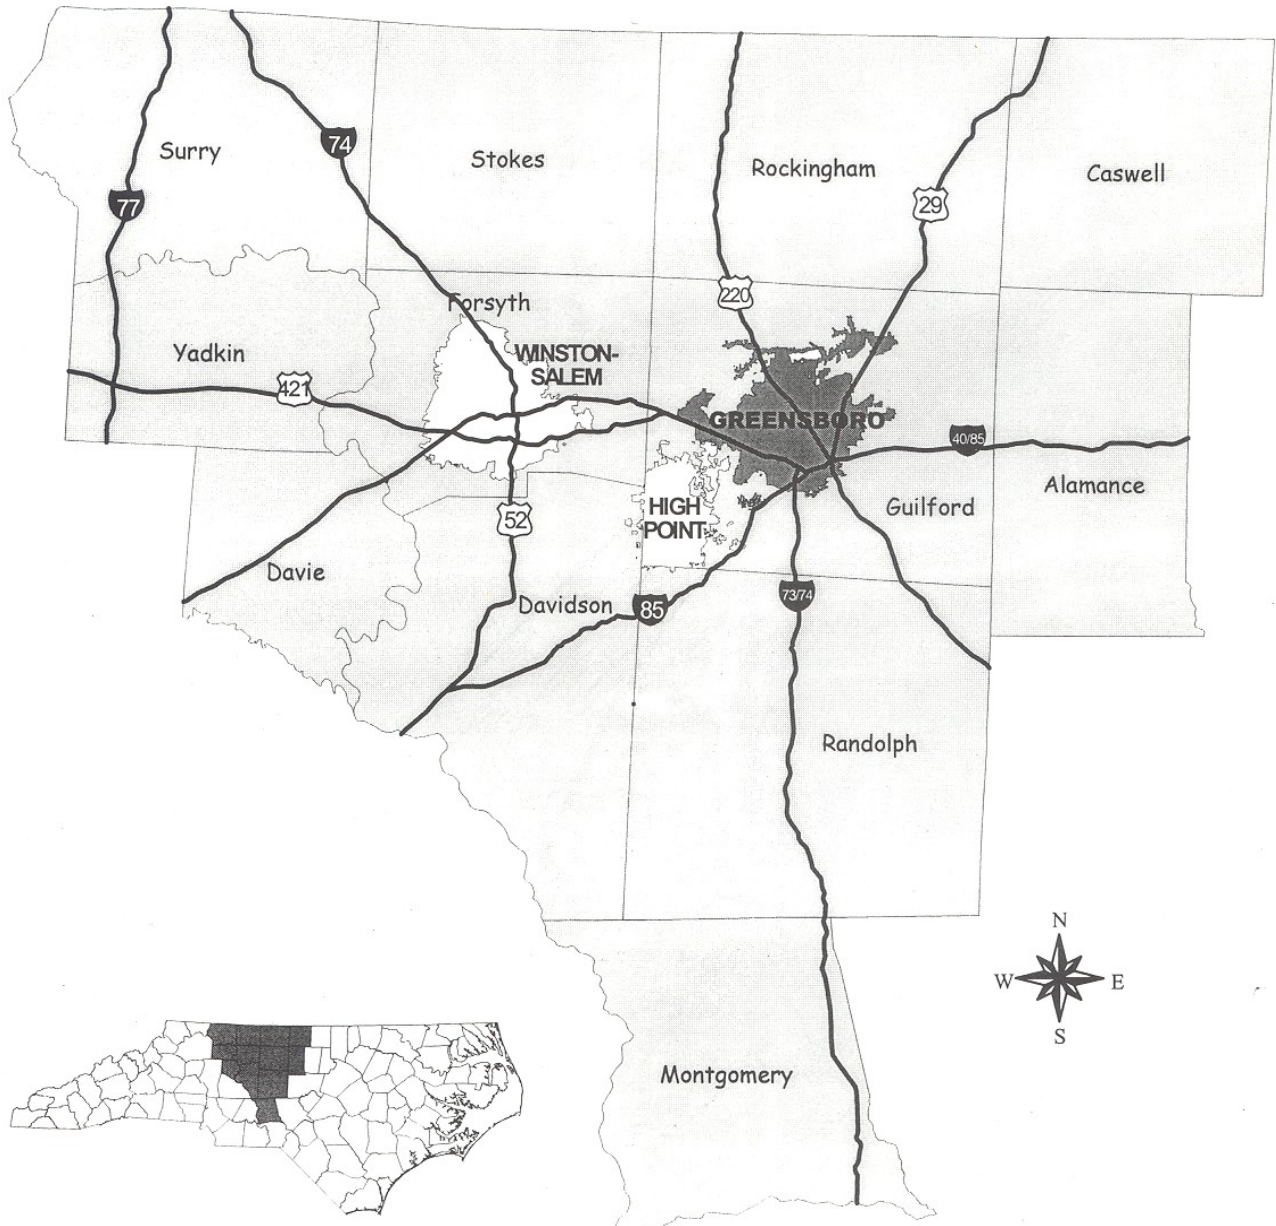 74
Surry
Stokes
Rockingham
Caswell
77
29
220
Forsyth
Yadkin
WINSTON-
SALEM
421
GREENSBORO
40/85
Alamance
HIGH
POINT
Guilford
52
Davie
Davidson
85
73/74
Randolph
N
W
E
S
Montgomery